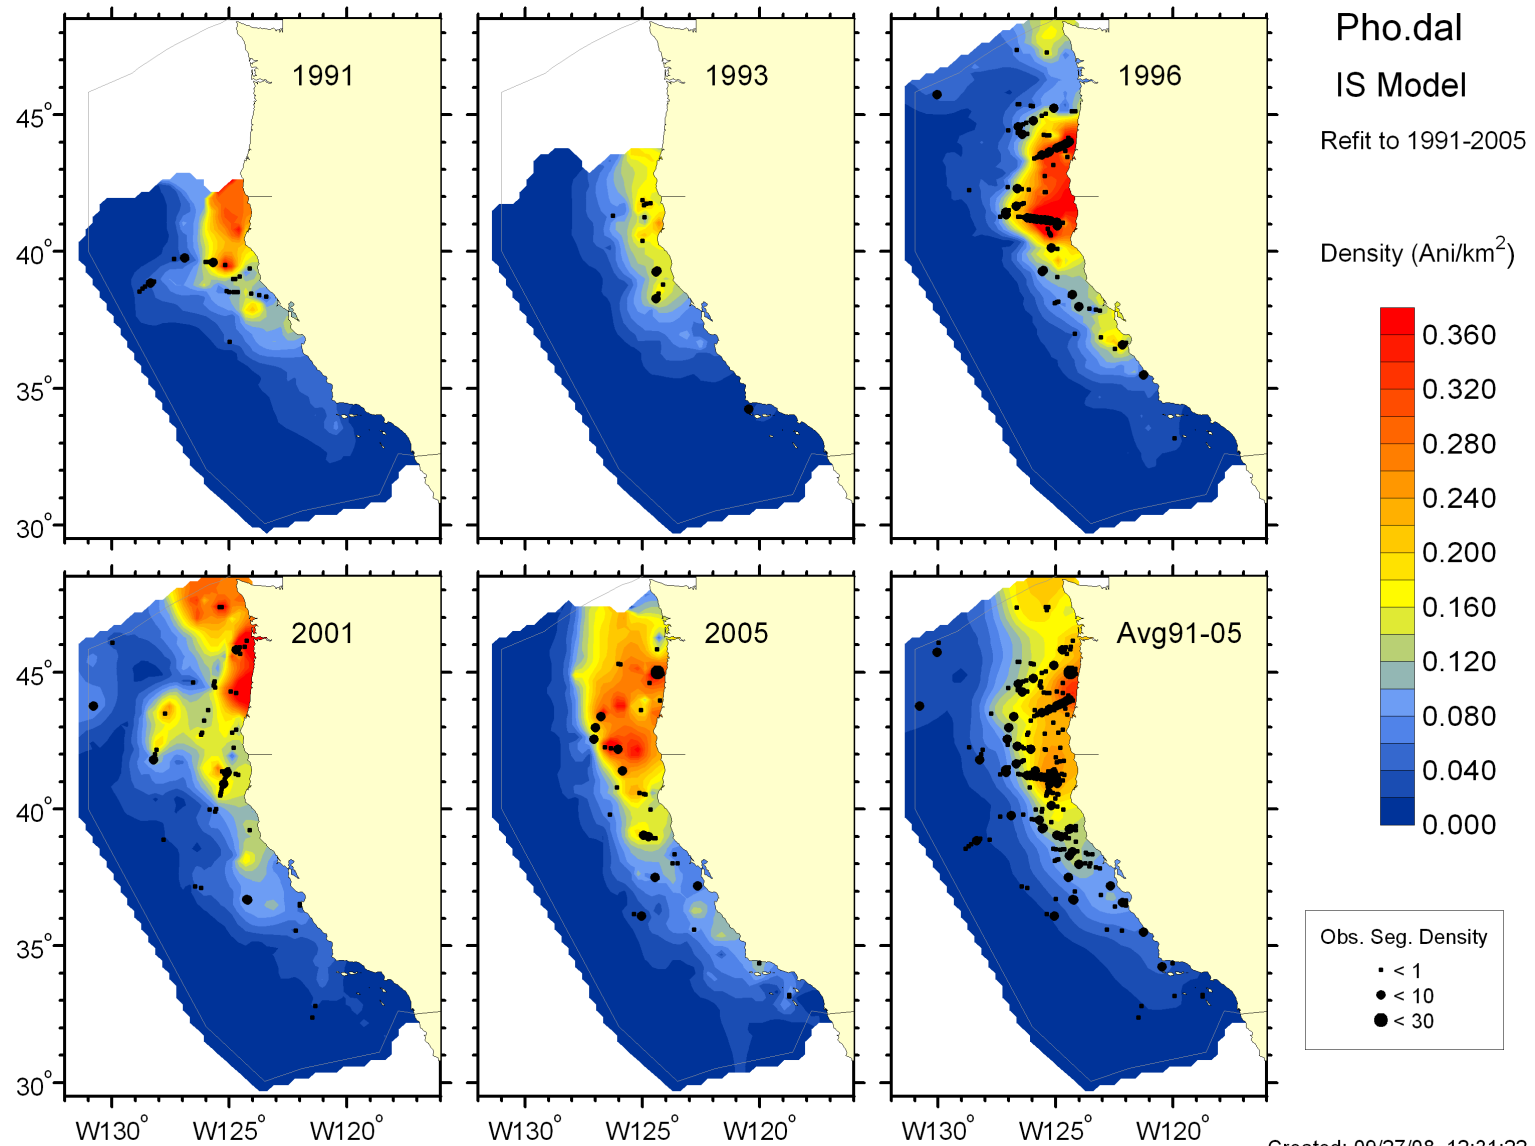 Pho.dal
IS Model
Refit to 1991-2005
Density (Ani/km²)
0.360
0.320
0.280
0.240
0.200
0.160
0.120
0.080
0.040
0.000
Obs. Seg. Density
< 1
< 10
< 30
1991
1993
1996
45°
40°
35°
30°
2001
2005
Avg91-05
45°
40°
35°
30°
W130° W125° W120°
W130° W125° W120°
W130° W125° W120°